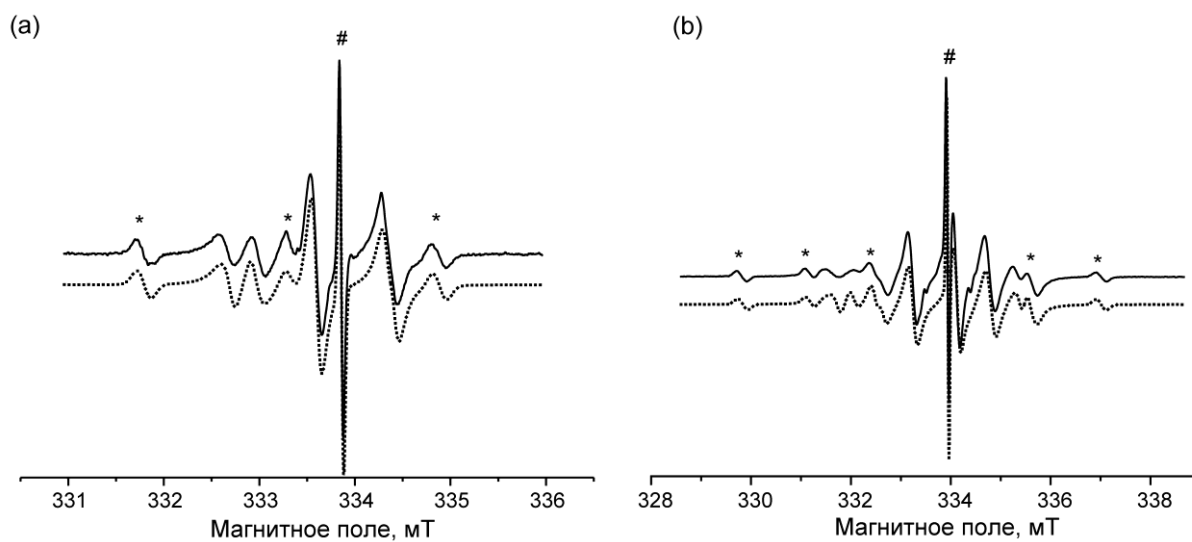 (a)
#
* * *
331 332 333 334 335 336
Магнитное поле, мТ
(b)
#
* * * * *
328 330 332 334 336 338
Магнитное поле, мТ